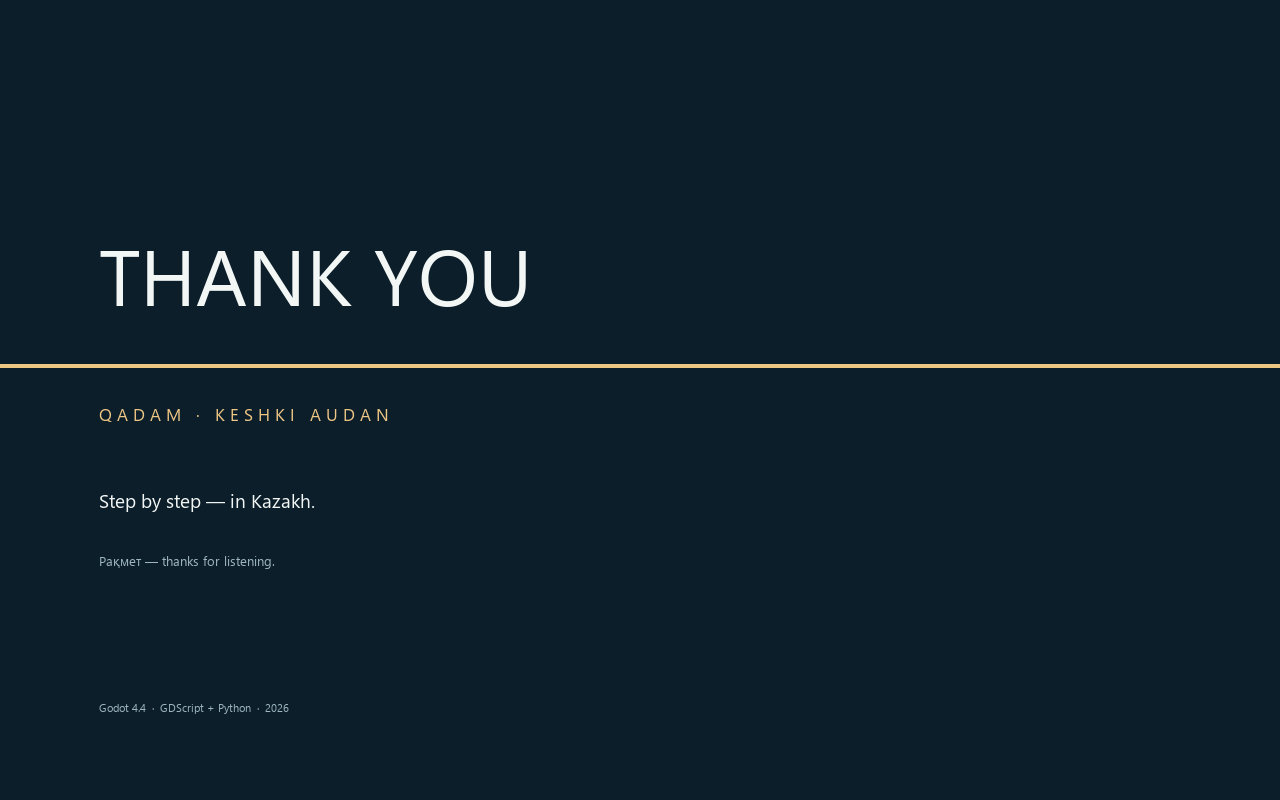 THANK YOU
QADAM · KESHKI AUDAN
Step by step — in Kazakh.
Рақмет — thanks for listening.
Godot 4.4 · GDScript + Python · 2026